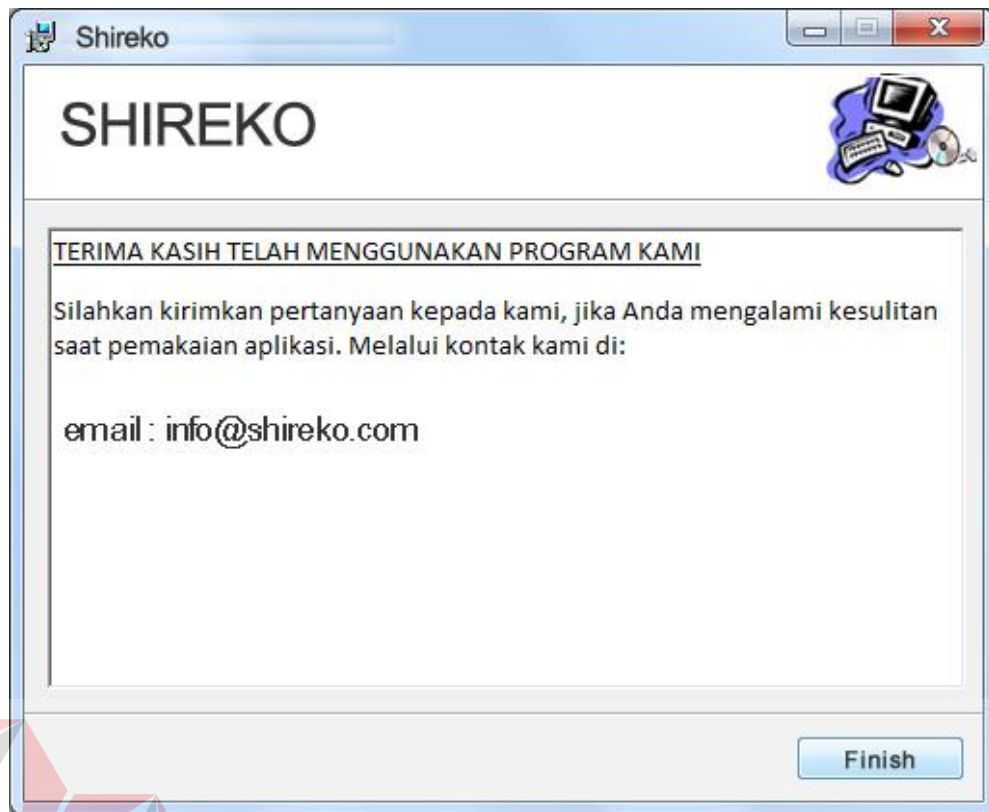 Shireko
SHIREKO
TERIMA KASIH TELAH MENGGUNAKAN PROGRAM KAMI
Silahkan kirimkan pertanyaan kepada kami, jika Anda mengalami kesulitan
saat pemakaian aplikasi. Melalui kontak kami di:
email : info@shireko.com
Finish